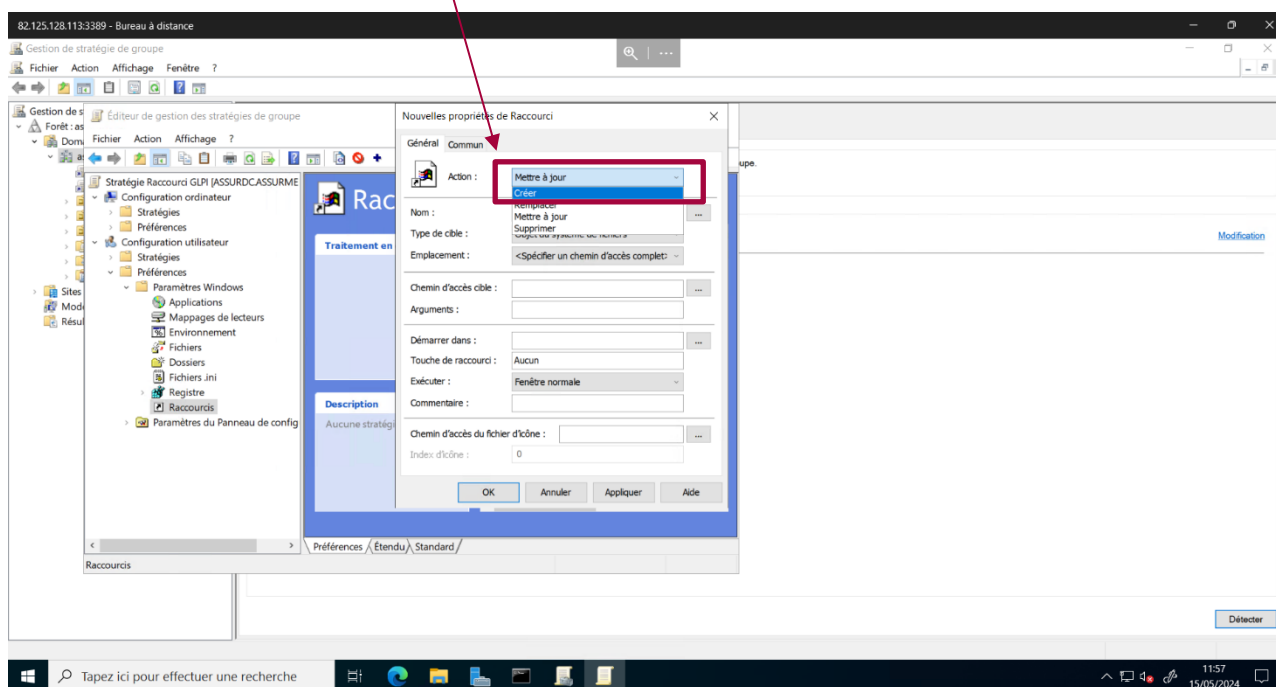 82.125.128.113:3389 - Bureau à distance
Gestion de stratégie de groupe
Fichier Action Affichage Fenêtre ?
Gestion de s
Forêt : as
Dom
Sites
Mod
Résul
Éditeur de gestion des stratégies de groupe
Fichier Action Affichage ?
Stratégie Raccourci GLPI [ASSURDC.ASSURME
Configuration ordinateur
Stratégies
Préférences
Configuration utilisateur
Stratégies
Préférences
Paramètres Windows
Applications
Mappages de lecteurs
Environnement
Fichiers
Dossiers
Fichiers .ini
Registre
Raccourcis
Paramètres du Panneau de config
Rac
Traitement en
Description
Aucune stratégi
Préférences Étendu Standard
Raccourcis
Nouvelles propriétés de Raccourci
Général Commun
Action : Mettre à jour
Créer
Remplacer
Mettre à jour
Supprimer
Nom : ...
Type de cible : Objet du système de fichiers
Emplacement : <Spécifier un chemin d'accès complet>
Chemin d'accès cible : ...
Arguments :
Démarrer dans : ...
Touche de raccourci : Aucun
Exécuter : Fenêtre normale
Commentaire :
Chemin d'accès du fichier d'icône : ...
Index d'icône : 0
OK Annuler Appliquer Aide
upe.
Modification
Détecter
Tapez ici pour effectuer une recherche
11:57
15/05/2024